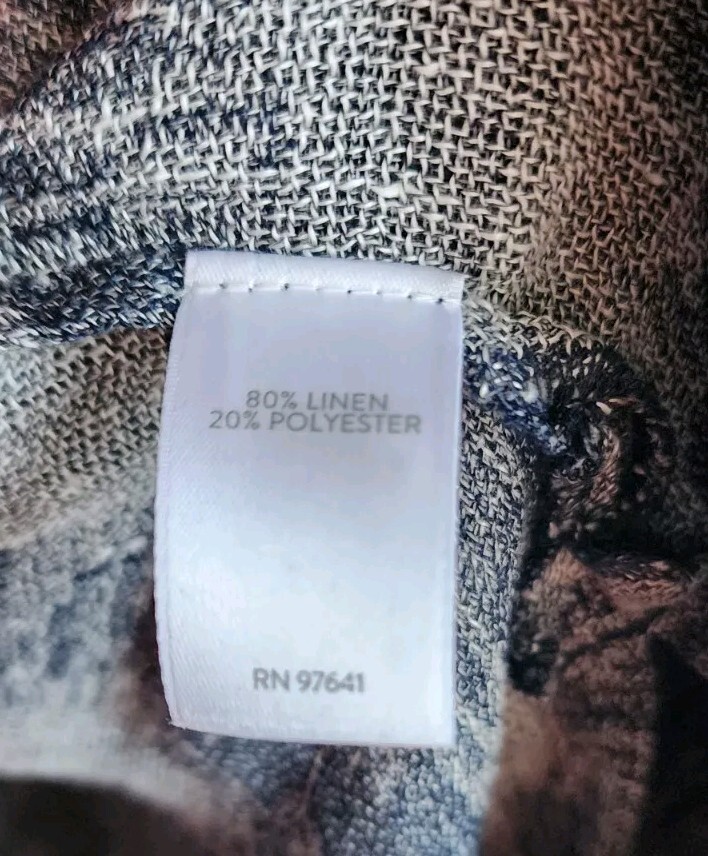 80% LINEN
20% POLYESTER
RN 97641